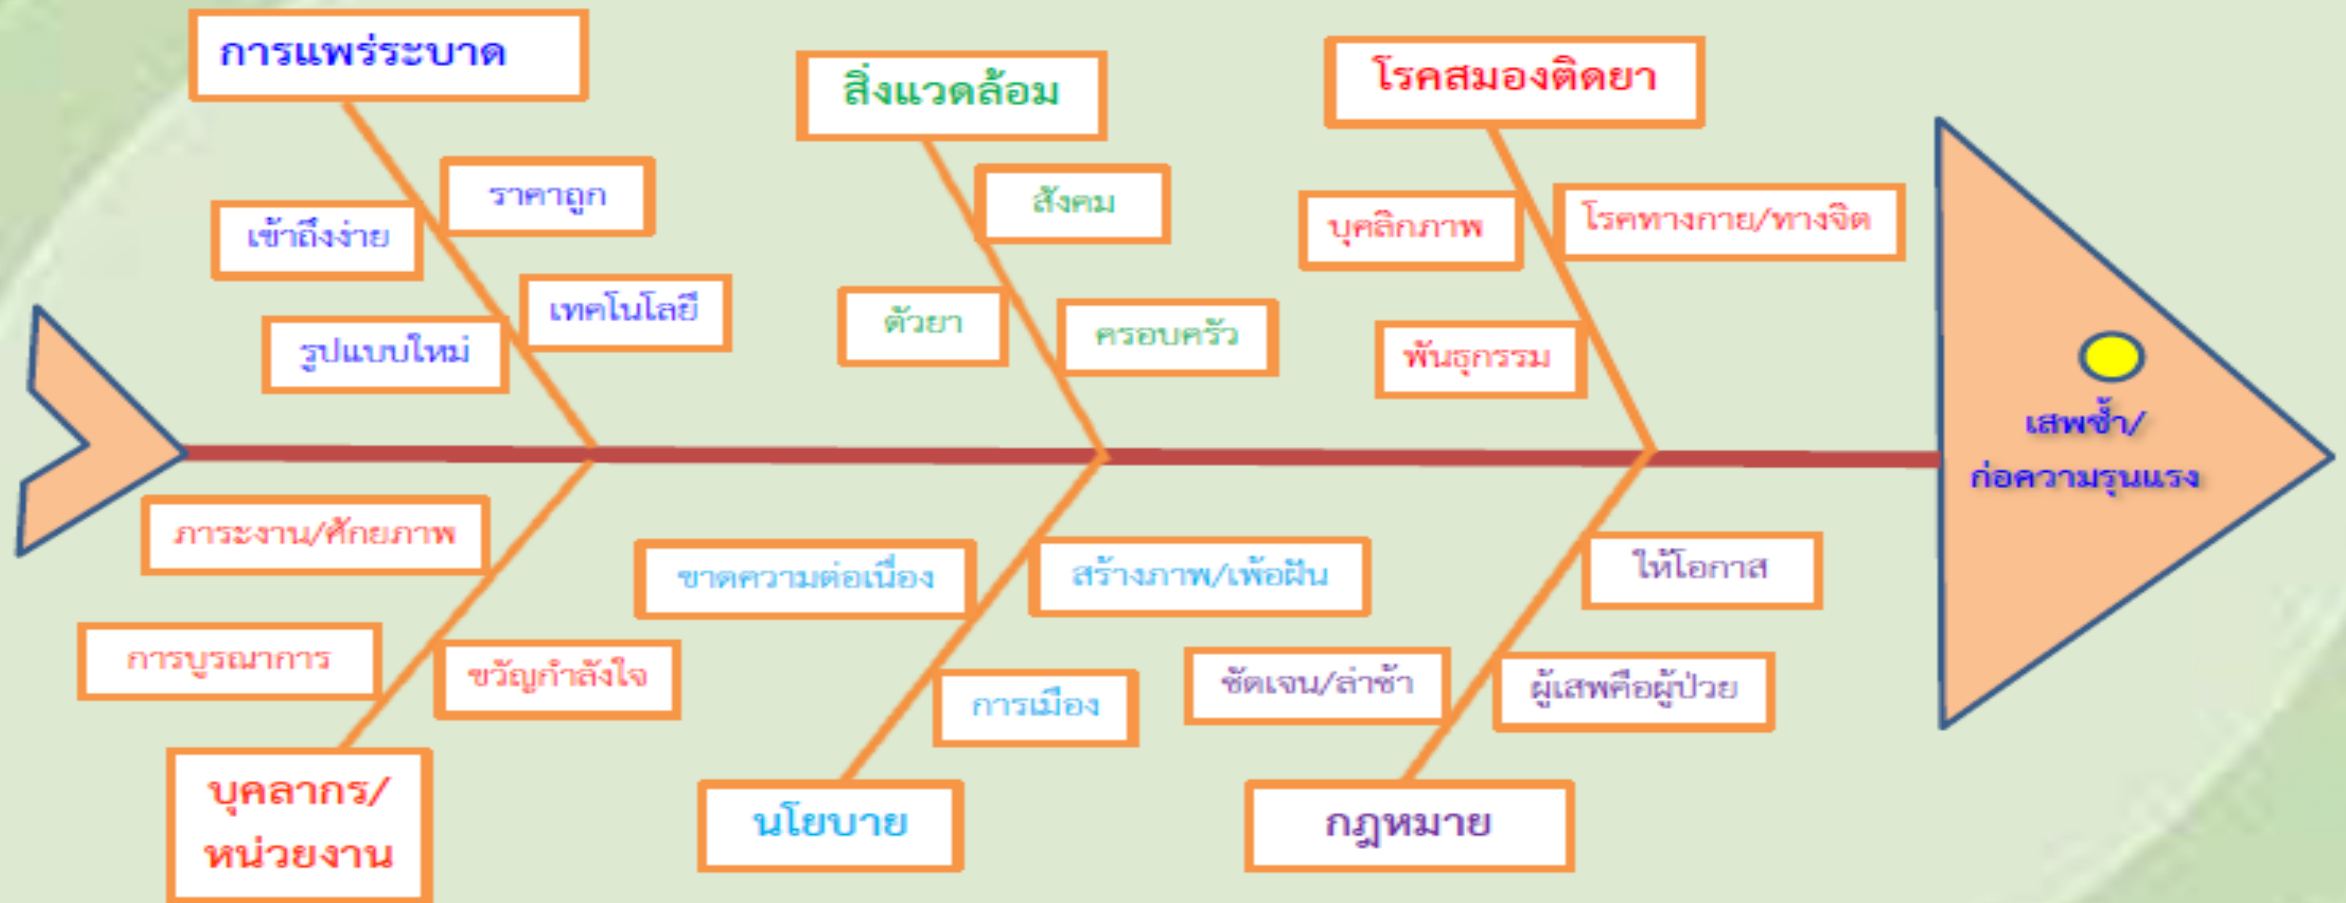 การแพร่ระบาด
สิ่งแวดล้อม
โรคสมองติดยา
ราคาถูก
เข้าถึงง่าย
เทคโนโลยี
รูปแบบใหม่
สังคม
ตัวยา
ครอบครัว
บุคลิกภาพ
โรคทางกาย/ทางจิต
พันธุกรรม
เสพซ้ำ/
ก่อความรุนแรง
ภาระงาน/ศักยภาพ
การบูรณาการ
ขวัญกำลังใจ
บุคลากร/
หน่วยงาน
ขาดความต่อเนื่อง
สร้างภาพ/เพ้อฝัน
การเมือง
นโยบาย
ให้โอกาส
ชัดเจน/ล่าช้า
ผู้เสพคือผู้ป่วย
กฎหมาย